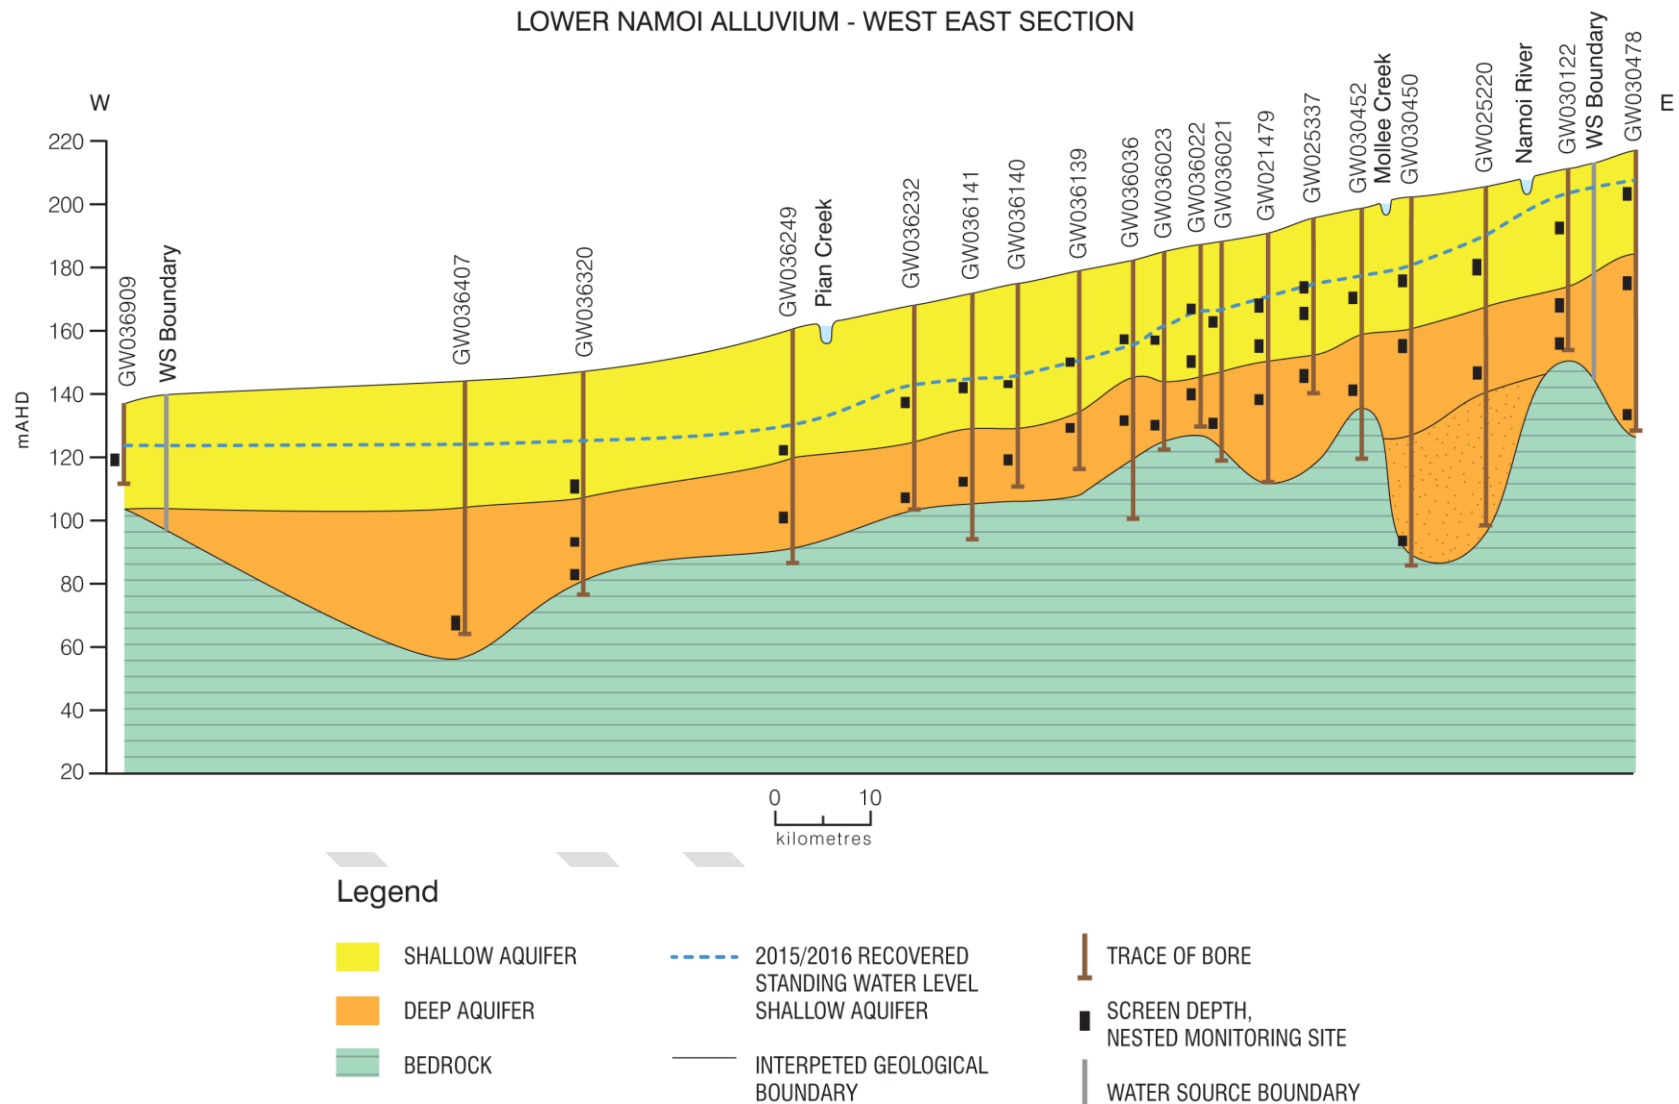 LOWER NAMOI ALLUVIUM - WEST EAST SECTION
W
E
mAHD
220
200
180
160
140
120
100
80
60
40
20
GW036909
WS Boundary
GW036407
GW036320
GW036249
Pian Creek
GW036232
GW036141
GW036140
GW036139
GW036036
GW036023
GW036022
GW036021
GW021479
GW025337
GW030452
Mollee Creek
GW030450
GW025220
Namoi River
GW030122
WS Boundary
GW030478
0 10
kilometres
Legend
SHALLOW AQUIFER
DEEP AQUIFER
BEDROCK
2015/2016 RECOVERED
STANDING WATER LEVEL
SHALLOW AQUIFER
INTERPETED GEOLOGICAL
BOUNDARY
TRACE OF BORE
SCREEN DEPTH,
NESTED MONITORING SITE
WATER SOURCE BOUNDARY